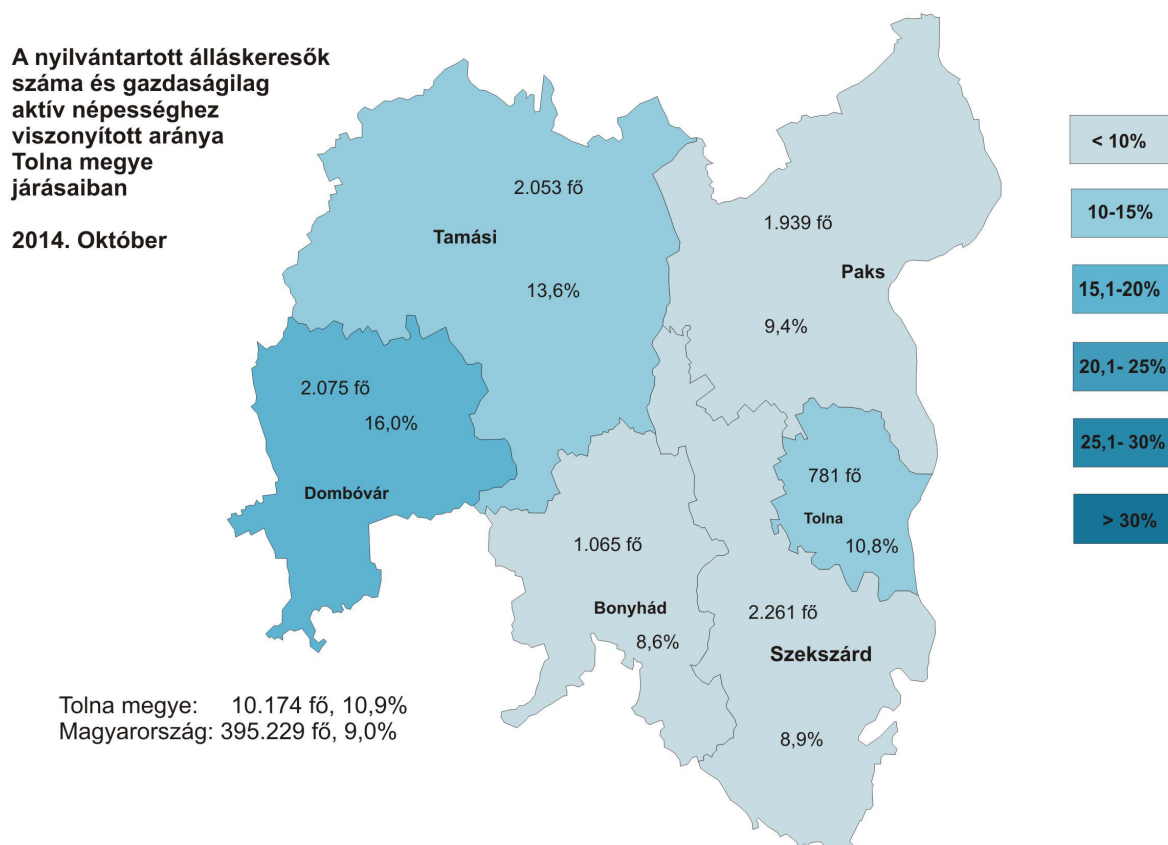 A nyilvántartott álláskeresők
száma és gazdaságilag
aktív népességhez
viszonyított aránya
Tolna megye
járásaiban
2014. Október
2.053 fő
Tamási
13,6%
1.939 fő
Paks
9,4%
2.075 fő
16,0%
Dombóvár
781 fő
Tolna
10,8%
1.065 fő
Bonyhád
8,6%
2.261 fő
Szekszárd
8,9%
Tolna megye: 10.174 fő, 10,9%
Magyarország: 395.229 fő, 9,0%
< 10%
10-15%
15,1-20%
20,1- 25%
25,1- 30%
> 30%